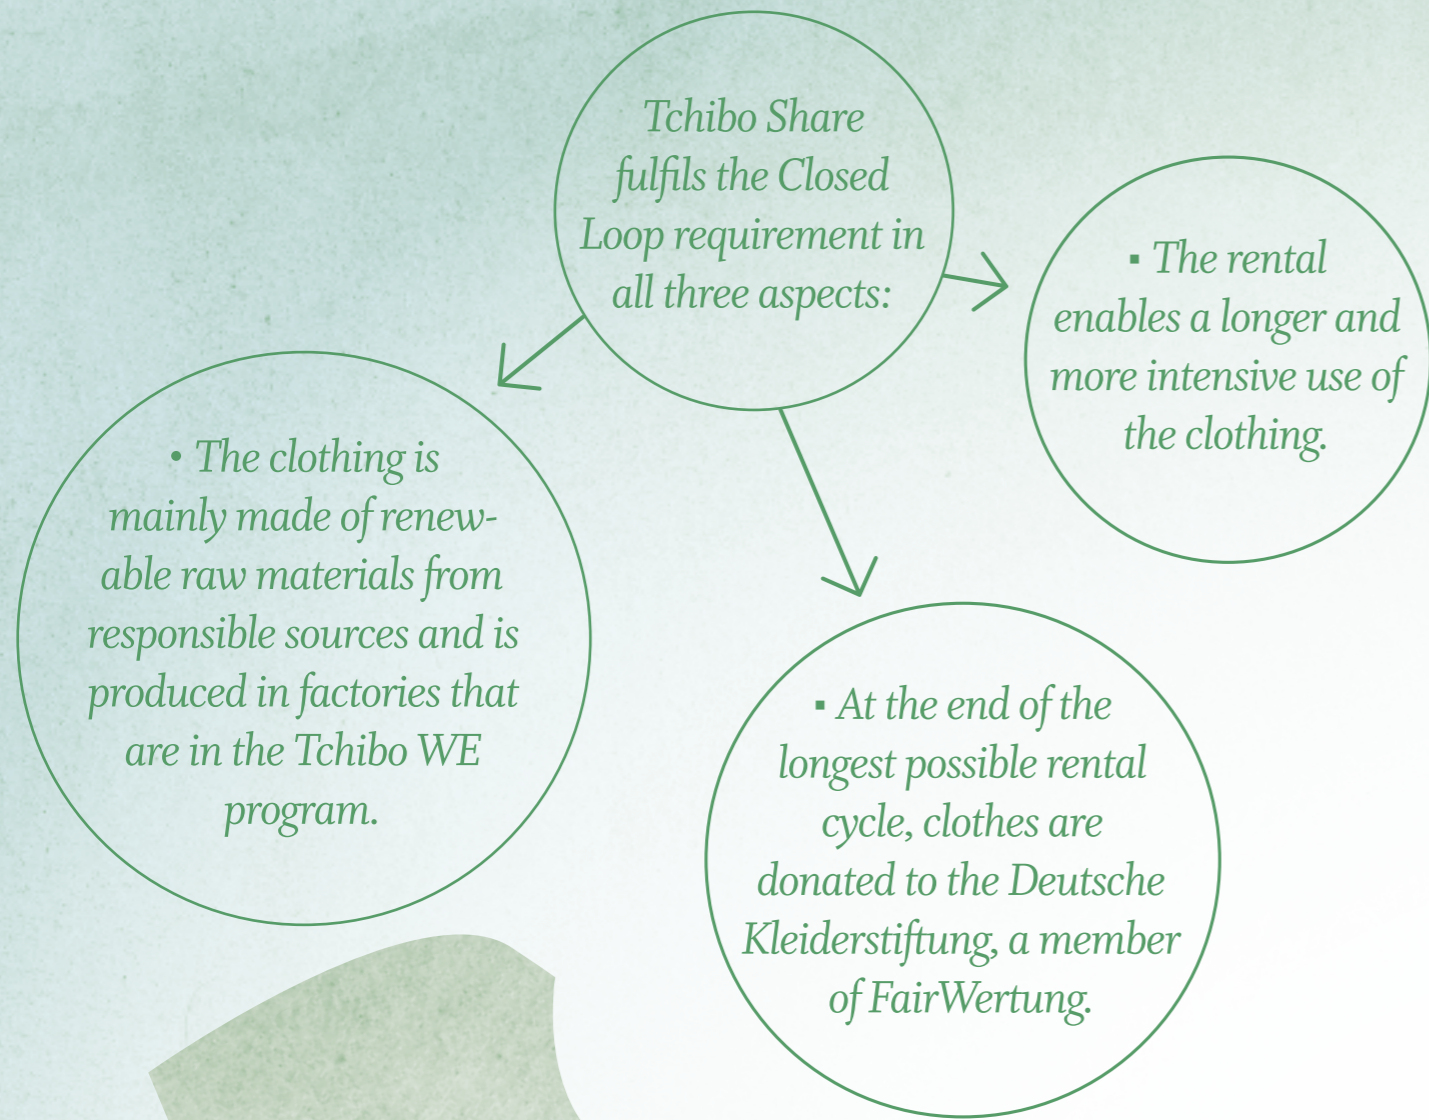 Tchibo Share
fulfils the Closed
Loop requirement in
all three aspects:
▪ The rental
enables a longer and
more intensive use of
the clothing.
• The clothing is
mainly made of renew-
able raw materials from
responsible sources and is
produced in factories that
are in the Tchibo WE
program.
▪ At the end of the
longest possible rental
cycle, clothes are
donated to the Deutsche
Kleiderstiftung, a member
of FairWertung.